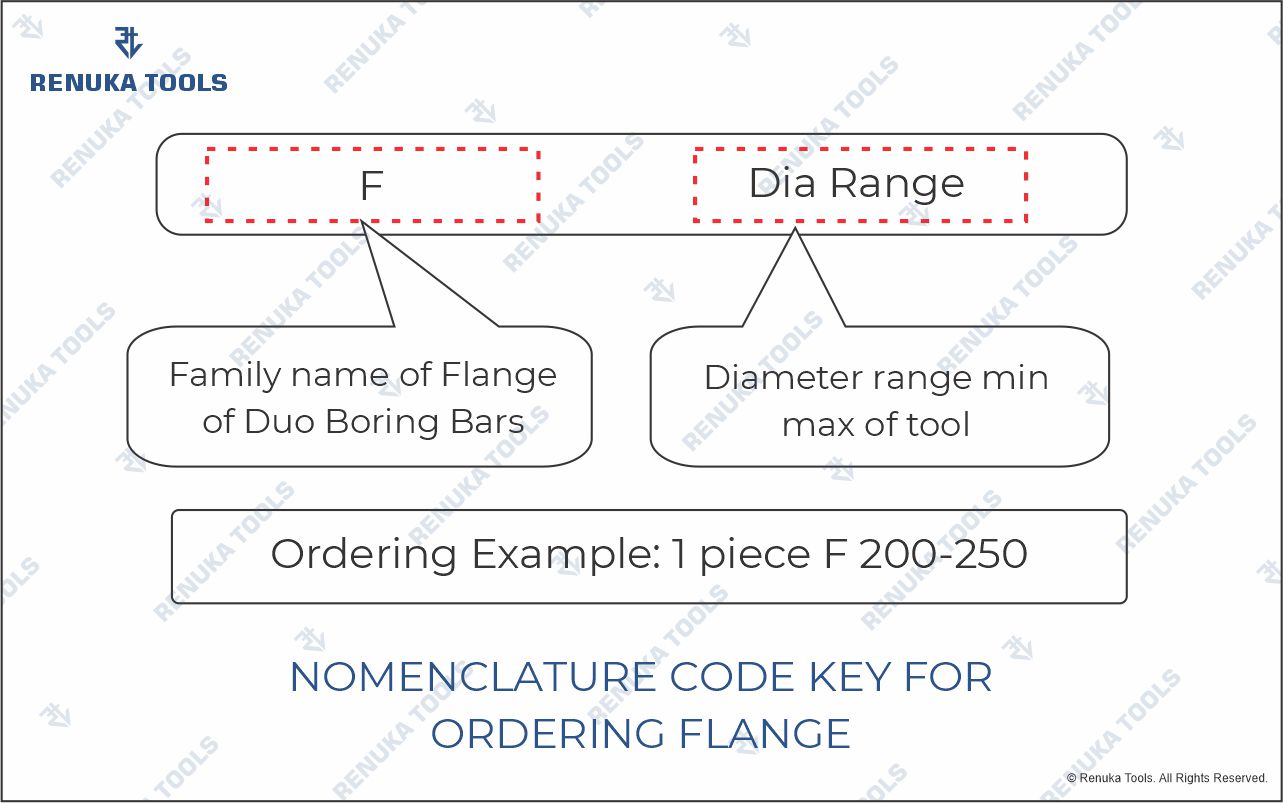 RENUKA TOOLS
F
Dia Range
Family name of Flange
of Duo Boring Bars
Diameter range min
max of tool
Ordering Example: 1 piece F 200-250
NOMENCLATURE CODE KEY FOR
ORDERING FLANGE
© Renuka Tools. All Rights Reserved.